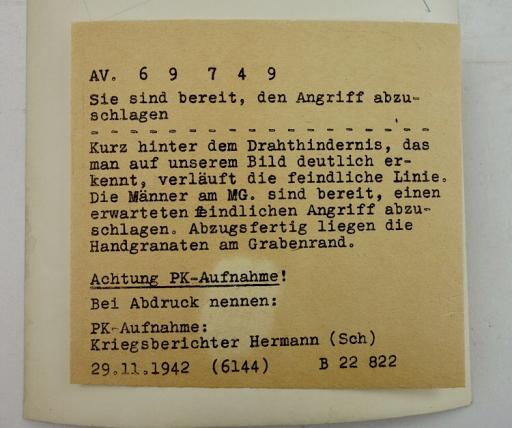 AV. 6 9 7 4 9
Sie sind bereit, den Angriff abzu-
schlagen
Kurz hinter dem Drahthindernis, das
man auf unserem Bild deutlich er-
kennt, verläuft die feindliche Linie.
Die Männer am MG. sind bereit, einen
erwarteten feindlichen Angriff abzu-
schlagen. Abzugsfertig liegen die
Handgranaten am Grabenrand.
Achtung PK-Aufnahme!
Bei Abdruck nennen:
PK-Aufnahme:
Kriegsberichter Hermann (Sch)
29.11.1942 (6144) B 22 822